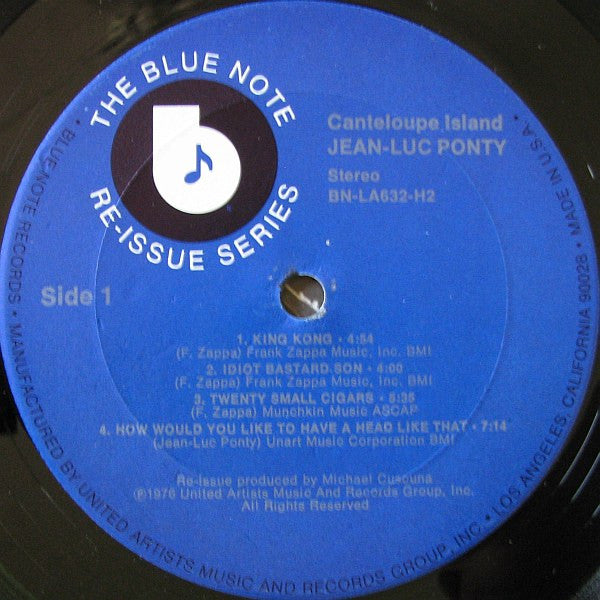 THE BLUE NOTE
RE-ISSUE SERIES
Canteloupe Island
JEAN-LUC PONTY
Stereo
BN-LA632-H2
Side 1
1. KING KONG • 4:54
(F. Zappa) Frank Zappa Music, Inc. BMI
2. IDIOT BASTARD SON • 4:00
(F. Zappa) Frank Zappa Music, Inc. BMI
3. TWENTY SMALL CIGARS • 5:35
(F. Zappa) Munchkin Music ASCAP
4. HOW WOULD YOU LIKE TO HAVE A HEAD LIKE THAT • 7:14
(Jean-Luc Ponty) Unart Music Corporation BMI
Re-issue produced by Michael Cuscuna
℗1976 United Artists Music And Records Group, Inc.
All Rights Reserved
• BLUE NOTE RECORDS • MANUFACTURED BY UNITED ARTISTS MUSIC AND RECORDS GROUP, INC • LOS ANGELES, CALIFORNIA 90028 • MADE IN U.S.A. •